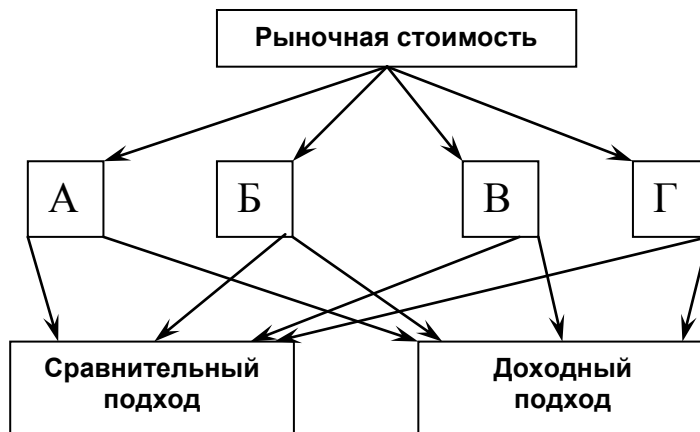 Рыночная стоимость
А
Б
В
Г
Сравнительный
подход
Доходный
подход